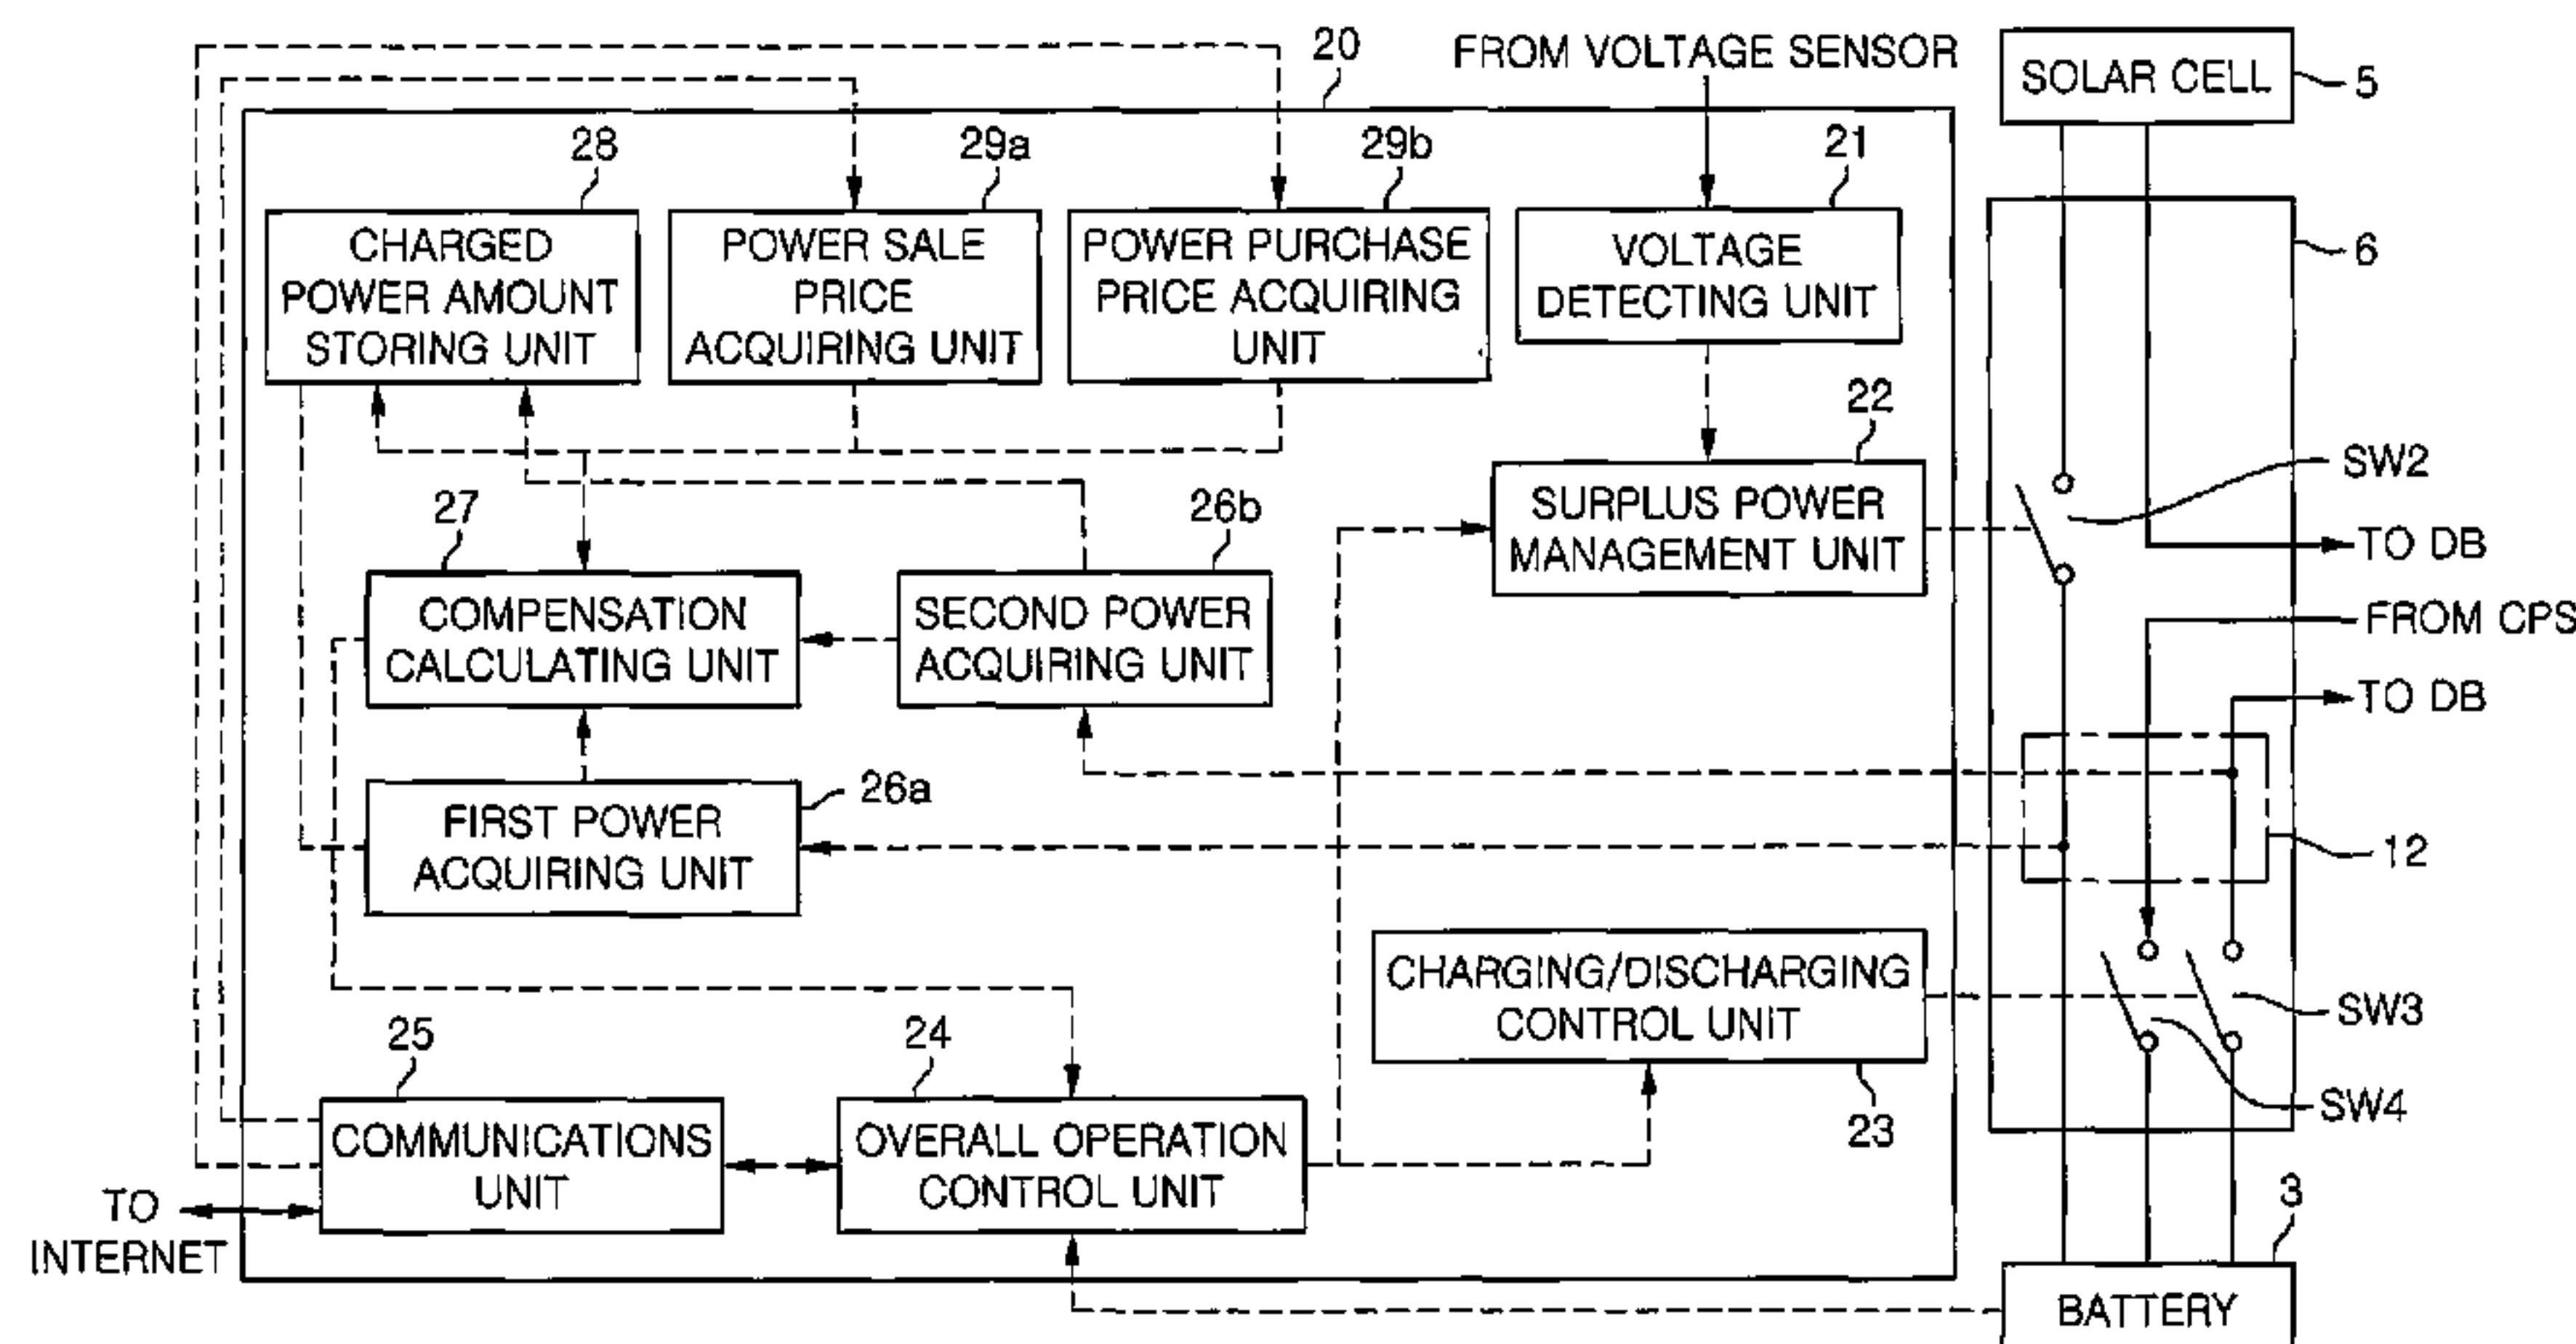 20
FROM VOLTAGE SENSOR
SOLAR CELL
5
28
29a
29b
21
6
CHARGED
POWER AMOUNT
STORING UNIT
POWER SALE
PRICE
ACQUIRING UNIT
POWER PURCHASE
PRICE ACQUIRING
UNIT
VOLTAGE
DETECTING UNIT
22
SW2
27
26b
SURPLUS POWER
MANAGEMENT UNIT
TO DB
COMPENSATION
CALCULATING UNIT
SECOND POWER
ACQUIRING UNIT
FROM CPS
TO DB
26a
FIRST POWER
ACQUIRING UNIT
12
CHARGING/DISCHARGING
CONTROL UNIT
SW3
25
24
23
SW4
COMMUNICATIONS
UNIT
OVERALL OPERATION
CONTROL UNIT
TO
INTERNET
3
BATTERY